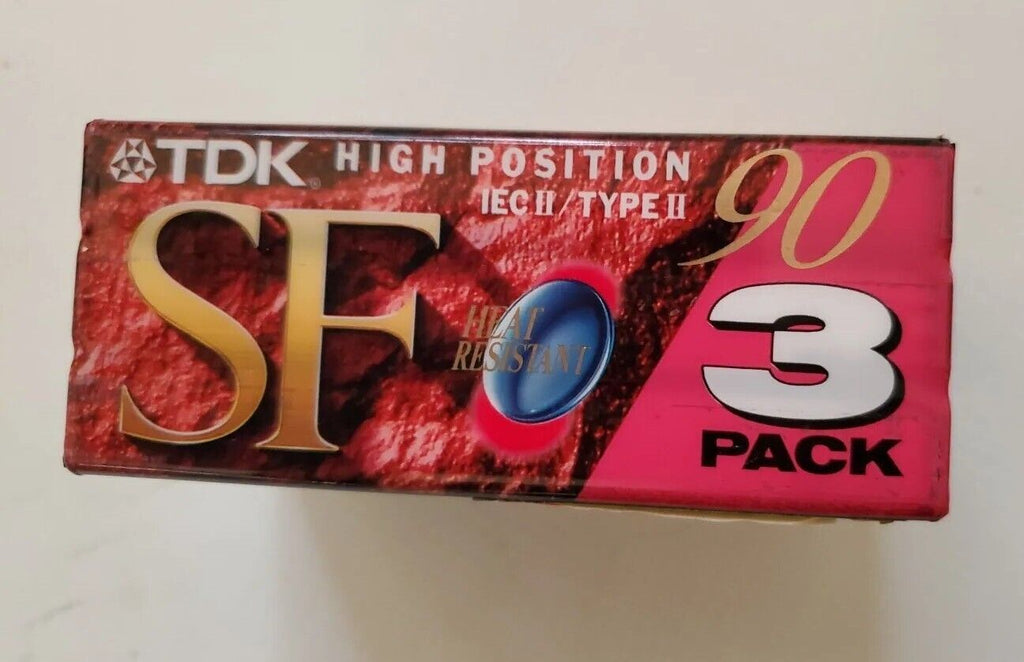 TDK® HIGH POSITION
IEC II / TYPE II
90
SF
HEAT
RESISTANT
3
PACK